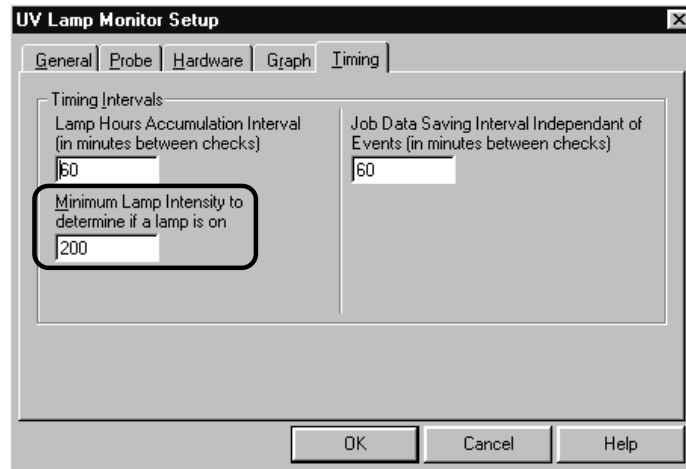 UV Lamp Monitor Setup
General Probe Hardware Graph Timing
Timing Intervals
Lamp Hours Accumulation Interval
(in minutes between checks)
60
Minimum Lamp Intensity to
determine if a lamp is on
200
Job Data Saving Interval Independant of
Events (in minutes between checks)
60
OK Cancel Help